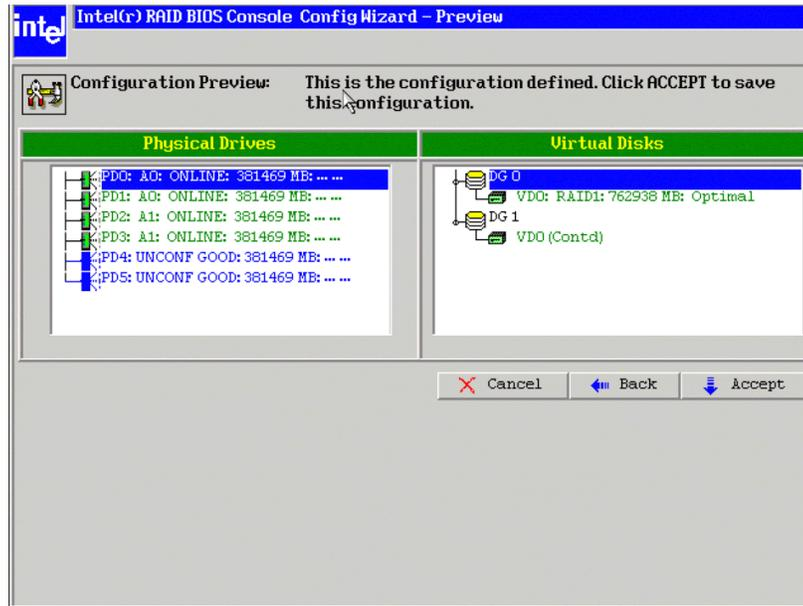 intel
Intel(r) RAID BIOS Console Config Wizard – Preview
Configuration Preview:
This is the configuration defined. Click ACCEPT to save
this configuration.
Physical Drives
PD0: A0: ONLINE: 381469 MB: ... ...
PD1: A0: ONLINE: 381469 MB: ... ...
PD2: A1: ONLINE: 381469 MB: ... ...
PD3: A1: ONLINE: 381469 MB: ... ...
PD4: UNCONF GOOD: 381469 MB: ... ...
PD5: UNCONF GOOD: 381469 MB: ... ...
Virtual Disks
DG 0
VD0: RAID1: 762938 MB: Optimal
DG 1
VD0 (Contd)
Cancel
Back
Accept